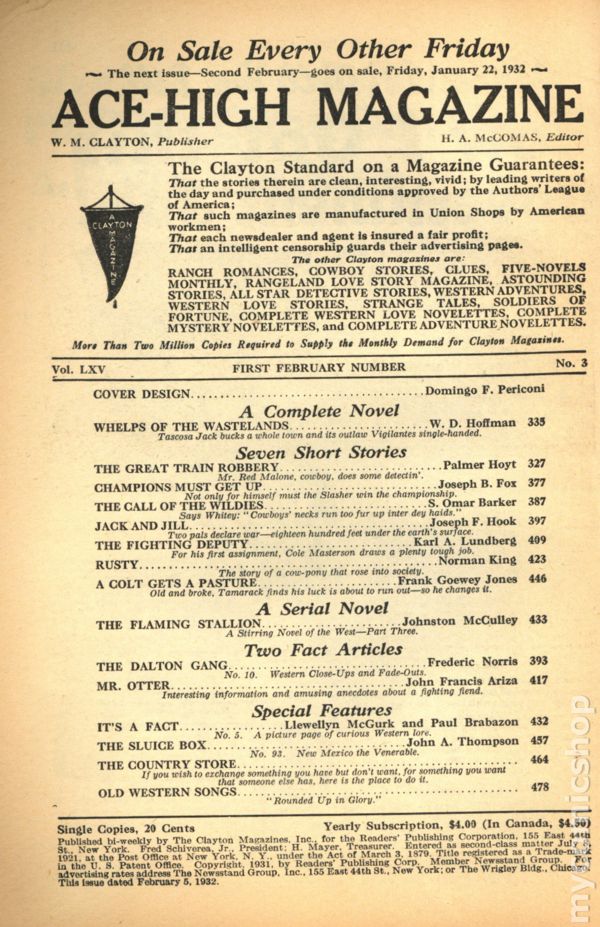 On Sale Every Other Friday
The next issue—Second February—goes on sale, Friday, January 22, 1932
ACE-HIGH MAGAZINE
W. M. CLAYTON, Publisher
H. A. McCOMAS, Editor
A CLAYTON MAGAZINE
The Clayton Standard on a Magazine Guarantees:
That the stories therein are clean, interesting, vivid; by leading writers of
the day and purchased under conditions approved by the Authors' League
of America;
That such magazines are manufactured in Union Shops by American
workmen;
That each newsdealer and agent is insured a fair profit;
That an intelligent censorship guards their advertising pages.
The other Clayton magazines are:
RANCH ROMANCES, COWBOY STORIES, CLUES, FIVE-NOVELS
MONTHLY, RANGELAND LOVE STORY MAGAZINE, ASTOUNDING
STORIES, ALL STAR DETECTIVE STORIES, WESTERN ADVENTURES,
WESTERN LOVE STORIES, STRANGE TALES, SOLDIERS OF
FORTUNE, COMPLETE WESTERN LOVE NOVELETTES, COMPLETE
MYSTERY NOVELETTES, and COMPLETE ADVENTURE NOVELETTES.
More Than Two Million Copies Required to Supply the Monthly Demand for Clayton Magazines.
Vol. LXV FIRST FEBRUARY NUMBER No. 3
COVER DESIGN Domingo F. Periconi
A Complete Novel
WHELPS OF THE WASTELANDS W. D. Hoffman 335
Tascosa Jack bucks a whole town and its outlaw Vigilantes single-handed.
Seven Short Stories
THE GREAT TRAIN ROBBERY Palmer Hoyt 327
Mr. Red Malone, cowboy, does some detectin'.
CHAMPIONS MUST GET UP Joseph B. Fox 377
Not only for himself must the Slasher win the championship.
THE CALL OF THE WILDIES S. Omar Barker 387
Says Whitey: "Cowboys' necks run too fur up inter dey haids."
JACK AND JILL Joseph F. Hook 397
Two pals declare war—eighteen hundred feet under the earth's surface.
THE FIGHTING DEPUTY Karl A. Lundberg 409
For his first assignment, Cole Masterson draws a plenty tough job.
RUSTY Norman King 423
The story of a cow-pony that rose into society.
A COLT GETS A PASTURE Frank Goewey Jones 446
Old and broke, Tamarack finds his luck is about to run out—so he changes it.
A Serial Novel
THE FLAMING STALLION Johnston McCulley 433
A Stirring Novel of the West—Part Three.
Two Fact Articles
THE DALTON GANG Frederic Norris 393
No. 10. Western Close-Ups and Fade-Outs.
MR. OTTER John Francis Ariza 417
Interesting information and amusing anecdotes about a fighting fiend.
Special Features
IT'S A FACT Llewellyn McGurk and Paul Brabazon 432
No. 5. A picture page of curious Western lore.
THE SLUICE BOX John A. Thompson 457
No. 93. New Mexico the Venerable.
THE COUNTRY STORE 464
If you wish to exchange something you have but don't want, for something you want
that someone else has, here is the place to do it.
OLD WESTERN SONGS 478
"Rounded Up in Glory."
Single Copies, 20 Cents Yearly Subscription, $4.00 (In Canada, $4.50)
Published bi-weekly by The Clayton Magazines, Inc., for the Readers' Publishing Corporation, 155 East 44th
St., New York. Fred Schiverea, Jr., President; H. Mayer, Treasurer. Entered as second-class matter July
1921, at the Post Office at New York, N. Y., under the Act of March 3, 1879. Title registered as a Trade-mark
in the U. S. Patent Office. Copyright, 1931, by Readers' Publishing Corp. Member Newsstand Group. For
advertising rates address The Newsstand Group, Inc., 155 East 44th St., New York; or The Wrigley Bldg., Chicago.
This issue dated February 5, 1932.
mycomicshop